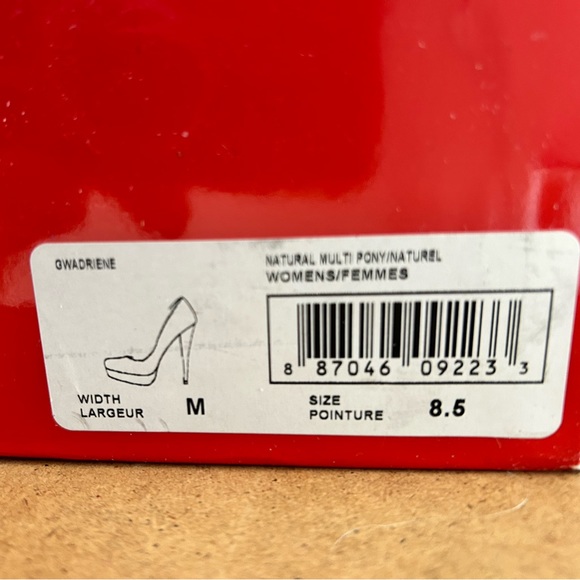 GWADRIENE
NATURAL MULTI PONY/NATUREL
WOMENS/FEMMES
8 87046 09223 3
WIDTH
LARGEUR
M
SIZE
POINTURE
8.5